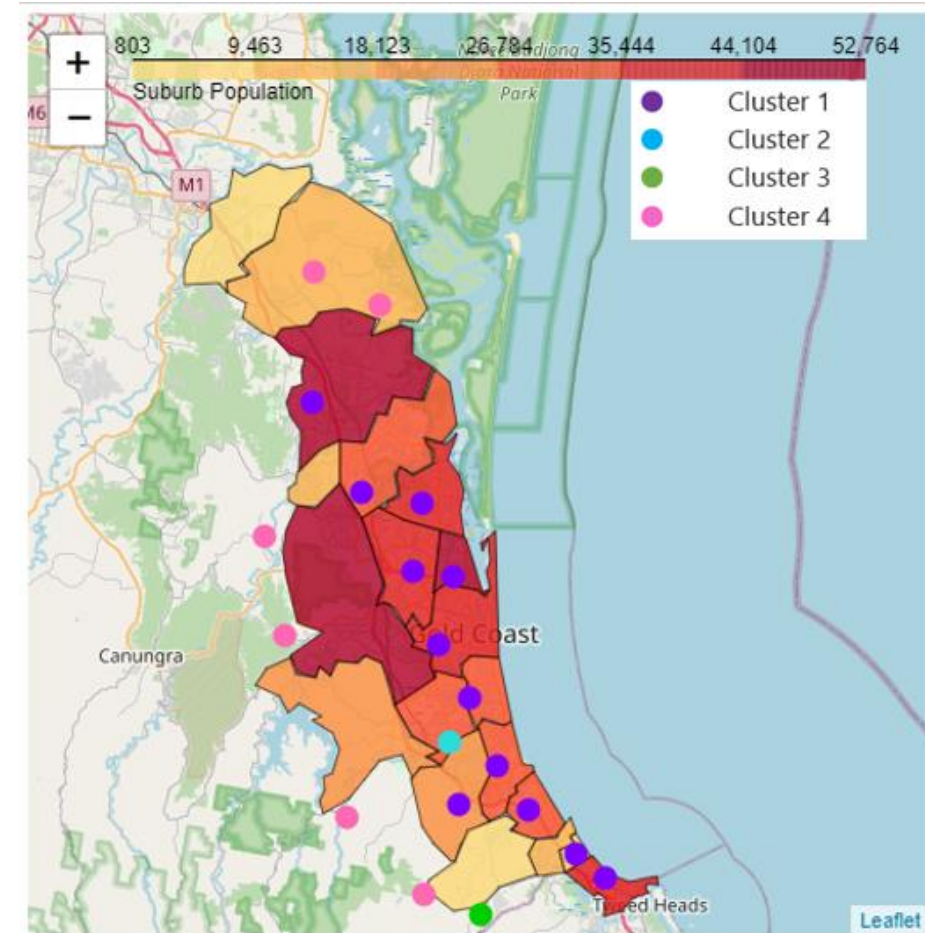 +
−
803 9,463 18,123 26,784 35,444 44,104 52,764
Suburb Population
Park
M6
M1
Cluster 1
Cluster 2
Cluster 3
Cluster 4
Gold Coast
Canungra
Tweed Heads
Leaflet